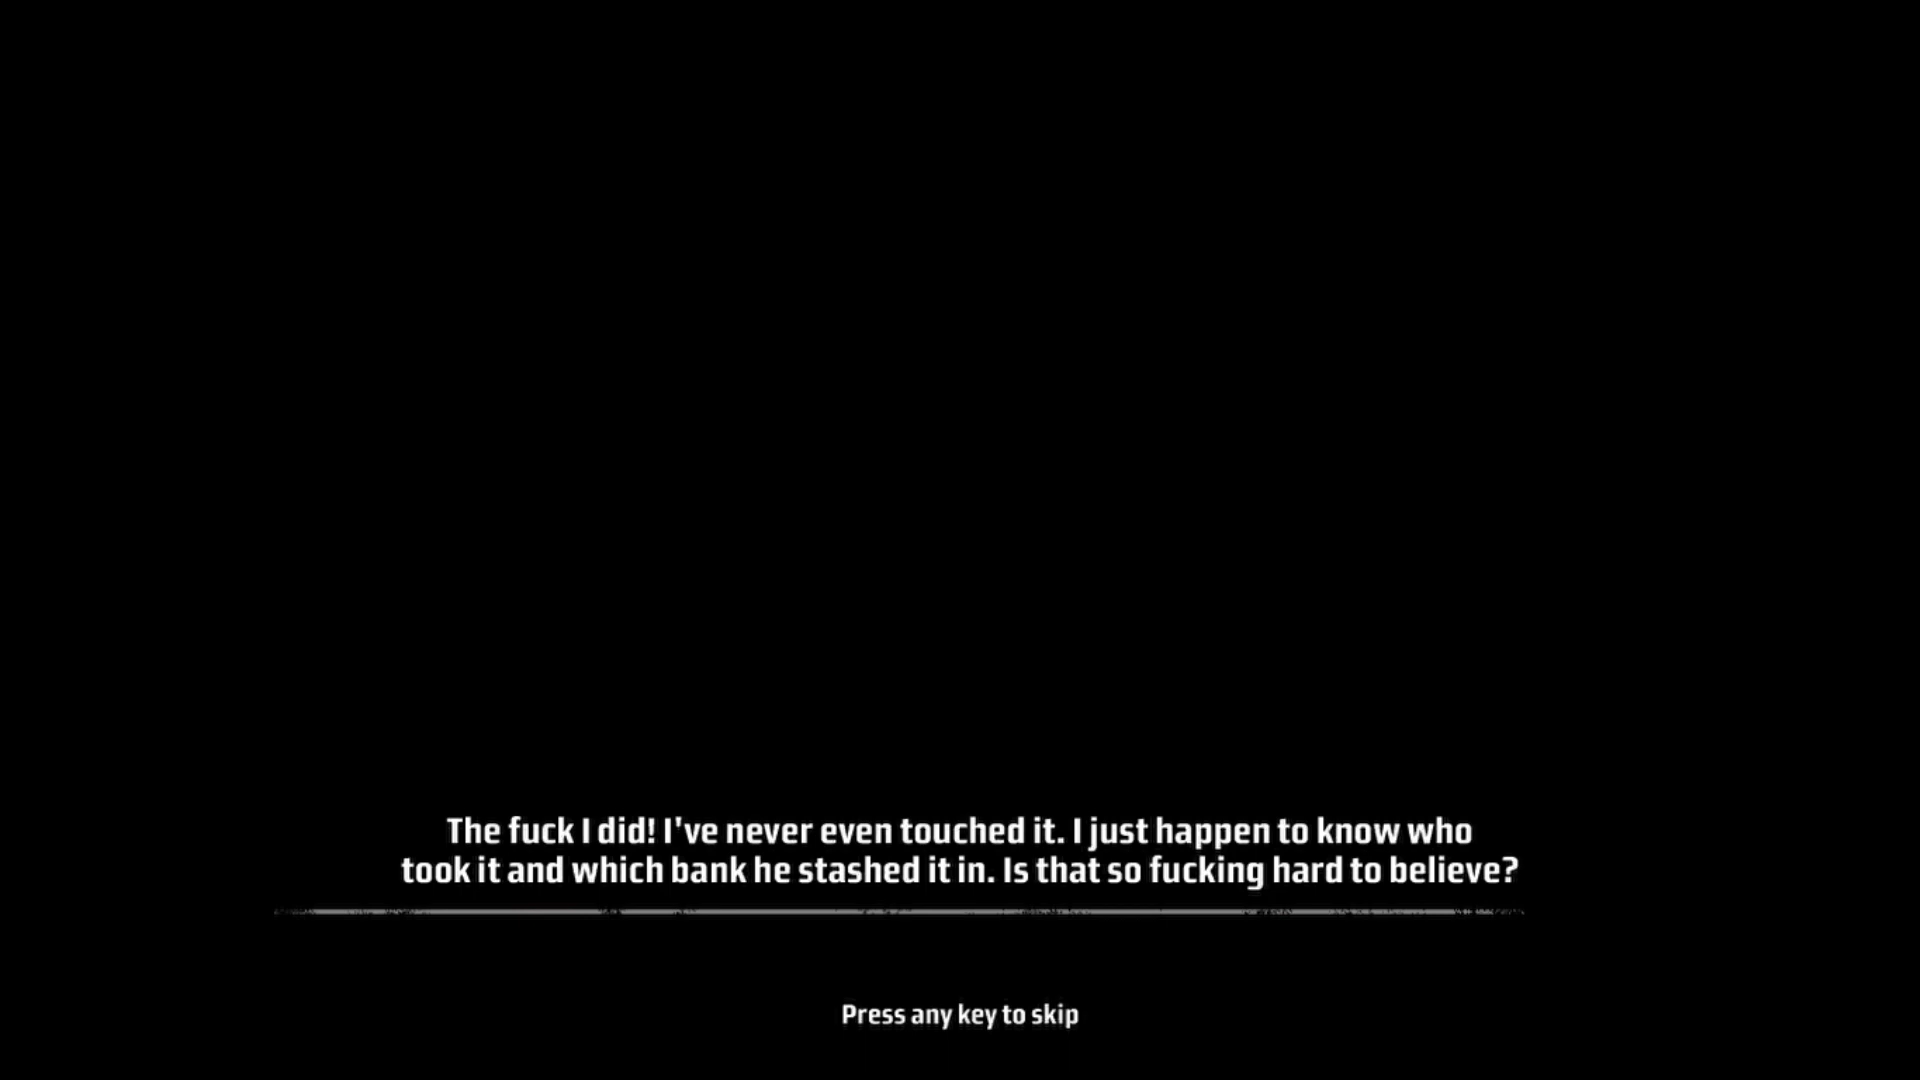 The fuck I did! I've never even touched it. I just happen to know who
took it and which bank he stashed it in. Is that so fucking hard to believe?
Press any key to skip